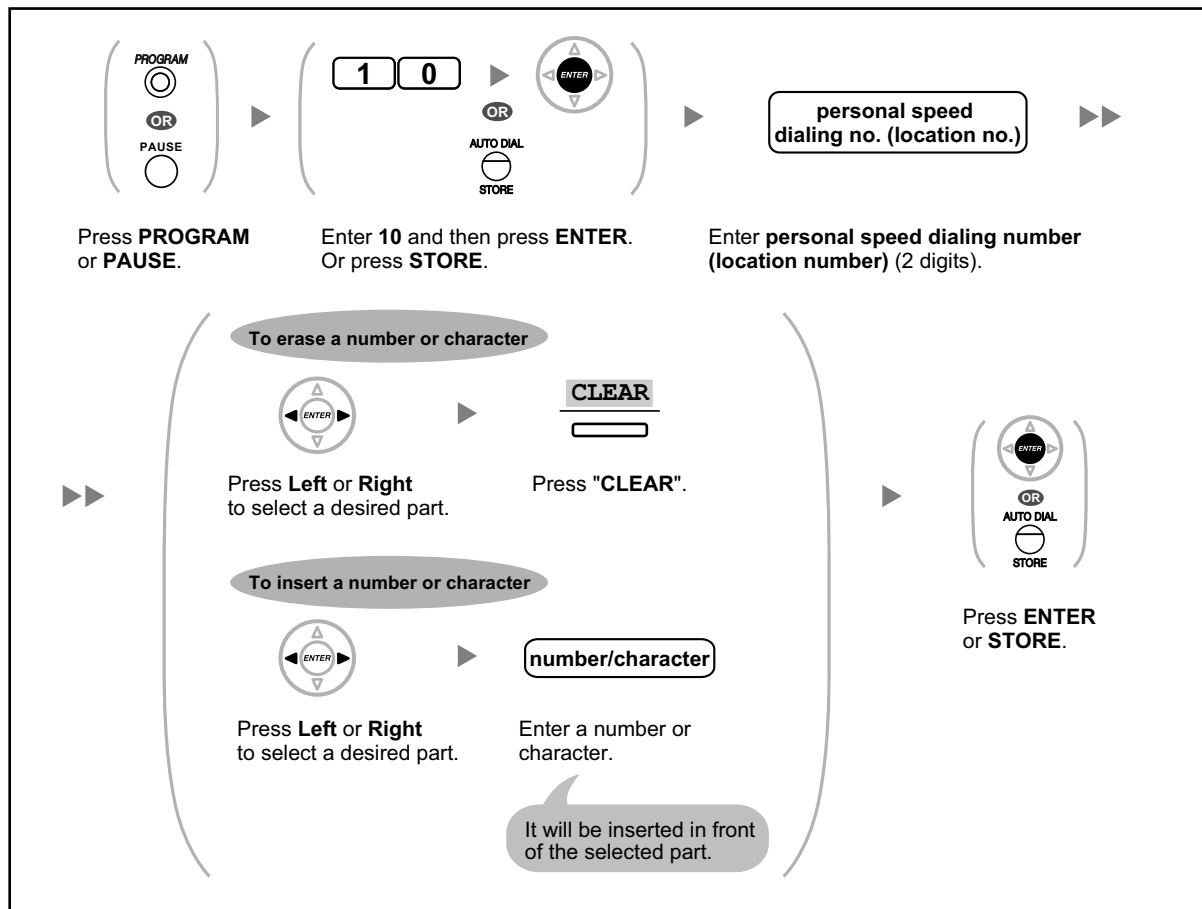 PROGRAM
OR
PAUSE
1 0
ENTER
OR
AUTO DIAL
STORE
personal speed
dialing no. (location no.)
Press PROGRAM
or PAUSE.
Enter 10 and then press ENTER.
Or press STORE.
Enter personal speed dialing number
(location number) (2 digits).
To erase a number or character
ENTER
CLEAR
Press Left or Right
to select a desired part.
Press "CLEAR".
To insert a number or character
ENTER
number/character
Press Left or Right
to select a desired part.
Enter a number or
character.
It will be inserted in front
of the selected part.
ENTER
OR
AUTO DIAL
STORE
Press ENTER
or STORE.